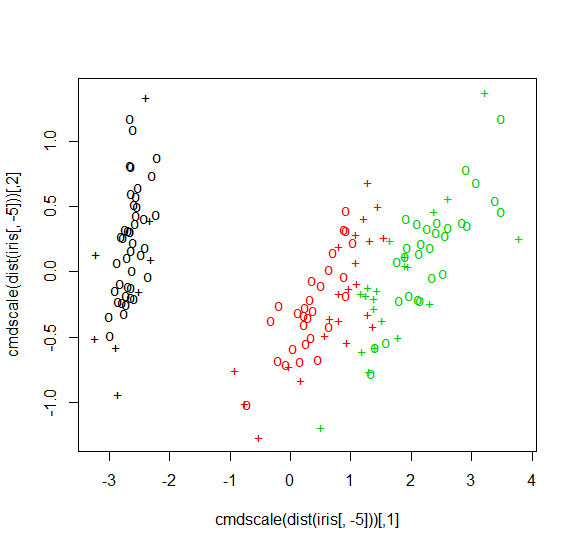 cmdscale(dist(iris[, -5]))[,2]
1.0
0.5
0.0
-0.5
-1.0
-3 -2 -1 0 1 2 3 4
cmdscale(dist(iris[, -5]))[,1]